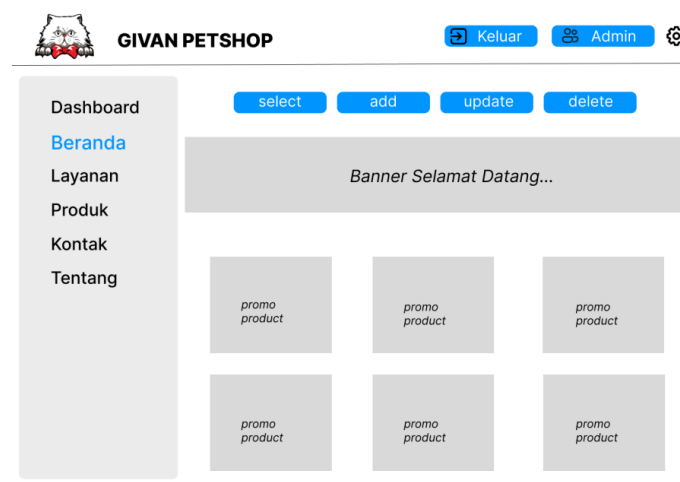 GIVAN PETSHOP
Keluar
Admin
Dashboard
Beranda
Layanan
Produk
Kontak
Tentang
select
add
update
delete
Banner Selamat Datang...
promo
product
promo
product
promo
product
promo
product
promo
product
promo
product